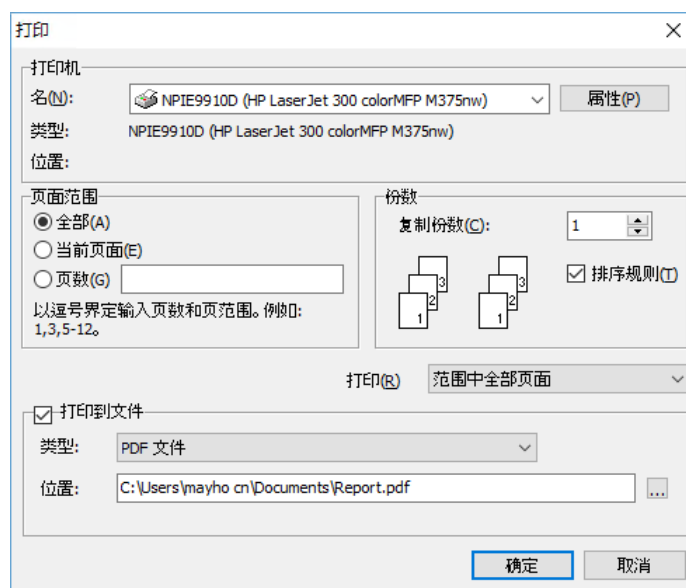 打印
打印机
名(N):
NPIE9910D (HP LaserJet 300 colorMFP M375nw)
属性(P)
类型:
NPIE9910D (HP LaserJet 300 colorMFP M375nw)
位置:
页面范围
全部(A)
当前页面(E)
页数(G)
以逗号界定输入页数和页范围。例如:
1,3,5-12。
份数
复制份数(C):
1
3
2
1
3
2
1
排序规则(T)
打印(R)
范围中全部页面
打印到文件
类型:
PDF 文件
位置:
C:\Users\mayho cn\Documents\Report.pdf
...
确定
取消